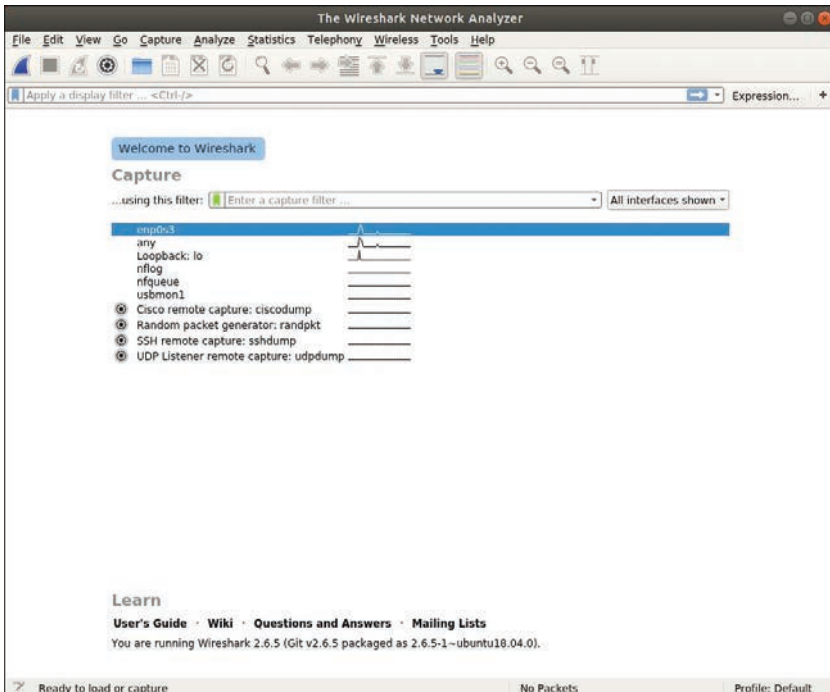 The Wireshark Network Analyzer
File Edit View Go Capture Analyze Statistics Telephony Wireless Tools Help
Apply a display filter ... <Ctrl-/>
Expression... +
Welcome to Wireshark
Capture
...using this filter: Enter a capture filter ... All interfaces shown
enp0s3
any
Loopback: lo
nflog
nfqueue
usbmon1
Cisco remote capture: ciscodump
Random packet generator: randpkt
SSH remote capture: sshdump
UDP Listener remote capture: udpdump
Learn
User's Guide · Wiki · Questions and Answers · Mailing Lists
You are running Wireshark 2.6.5 (Git v2.6.5 packaged as 2.6.5-1~ubuntu18.04.0).
Ready to load or capture No Packets Profile: Default